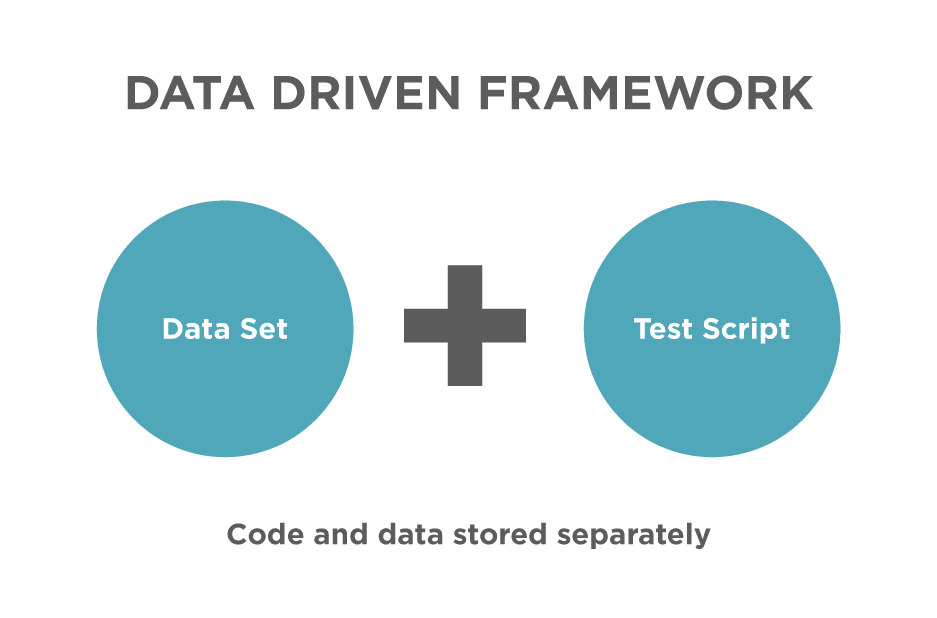 DATA DRIVEN FRAMEWORK
Data Set
Test Script
Code and data stored separately